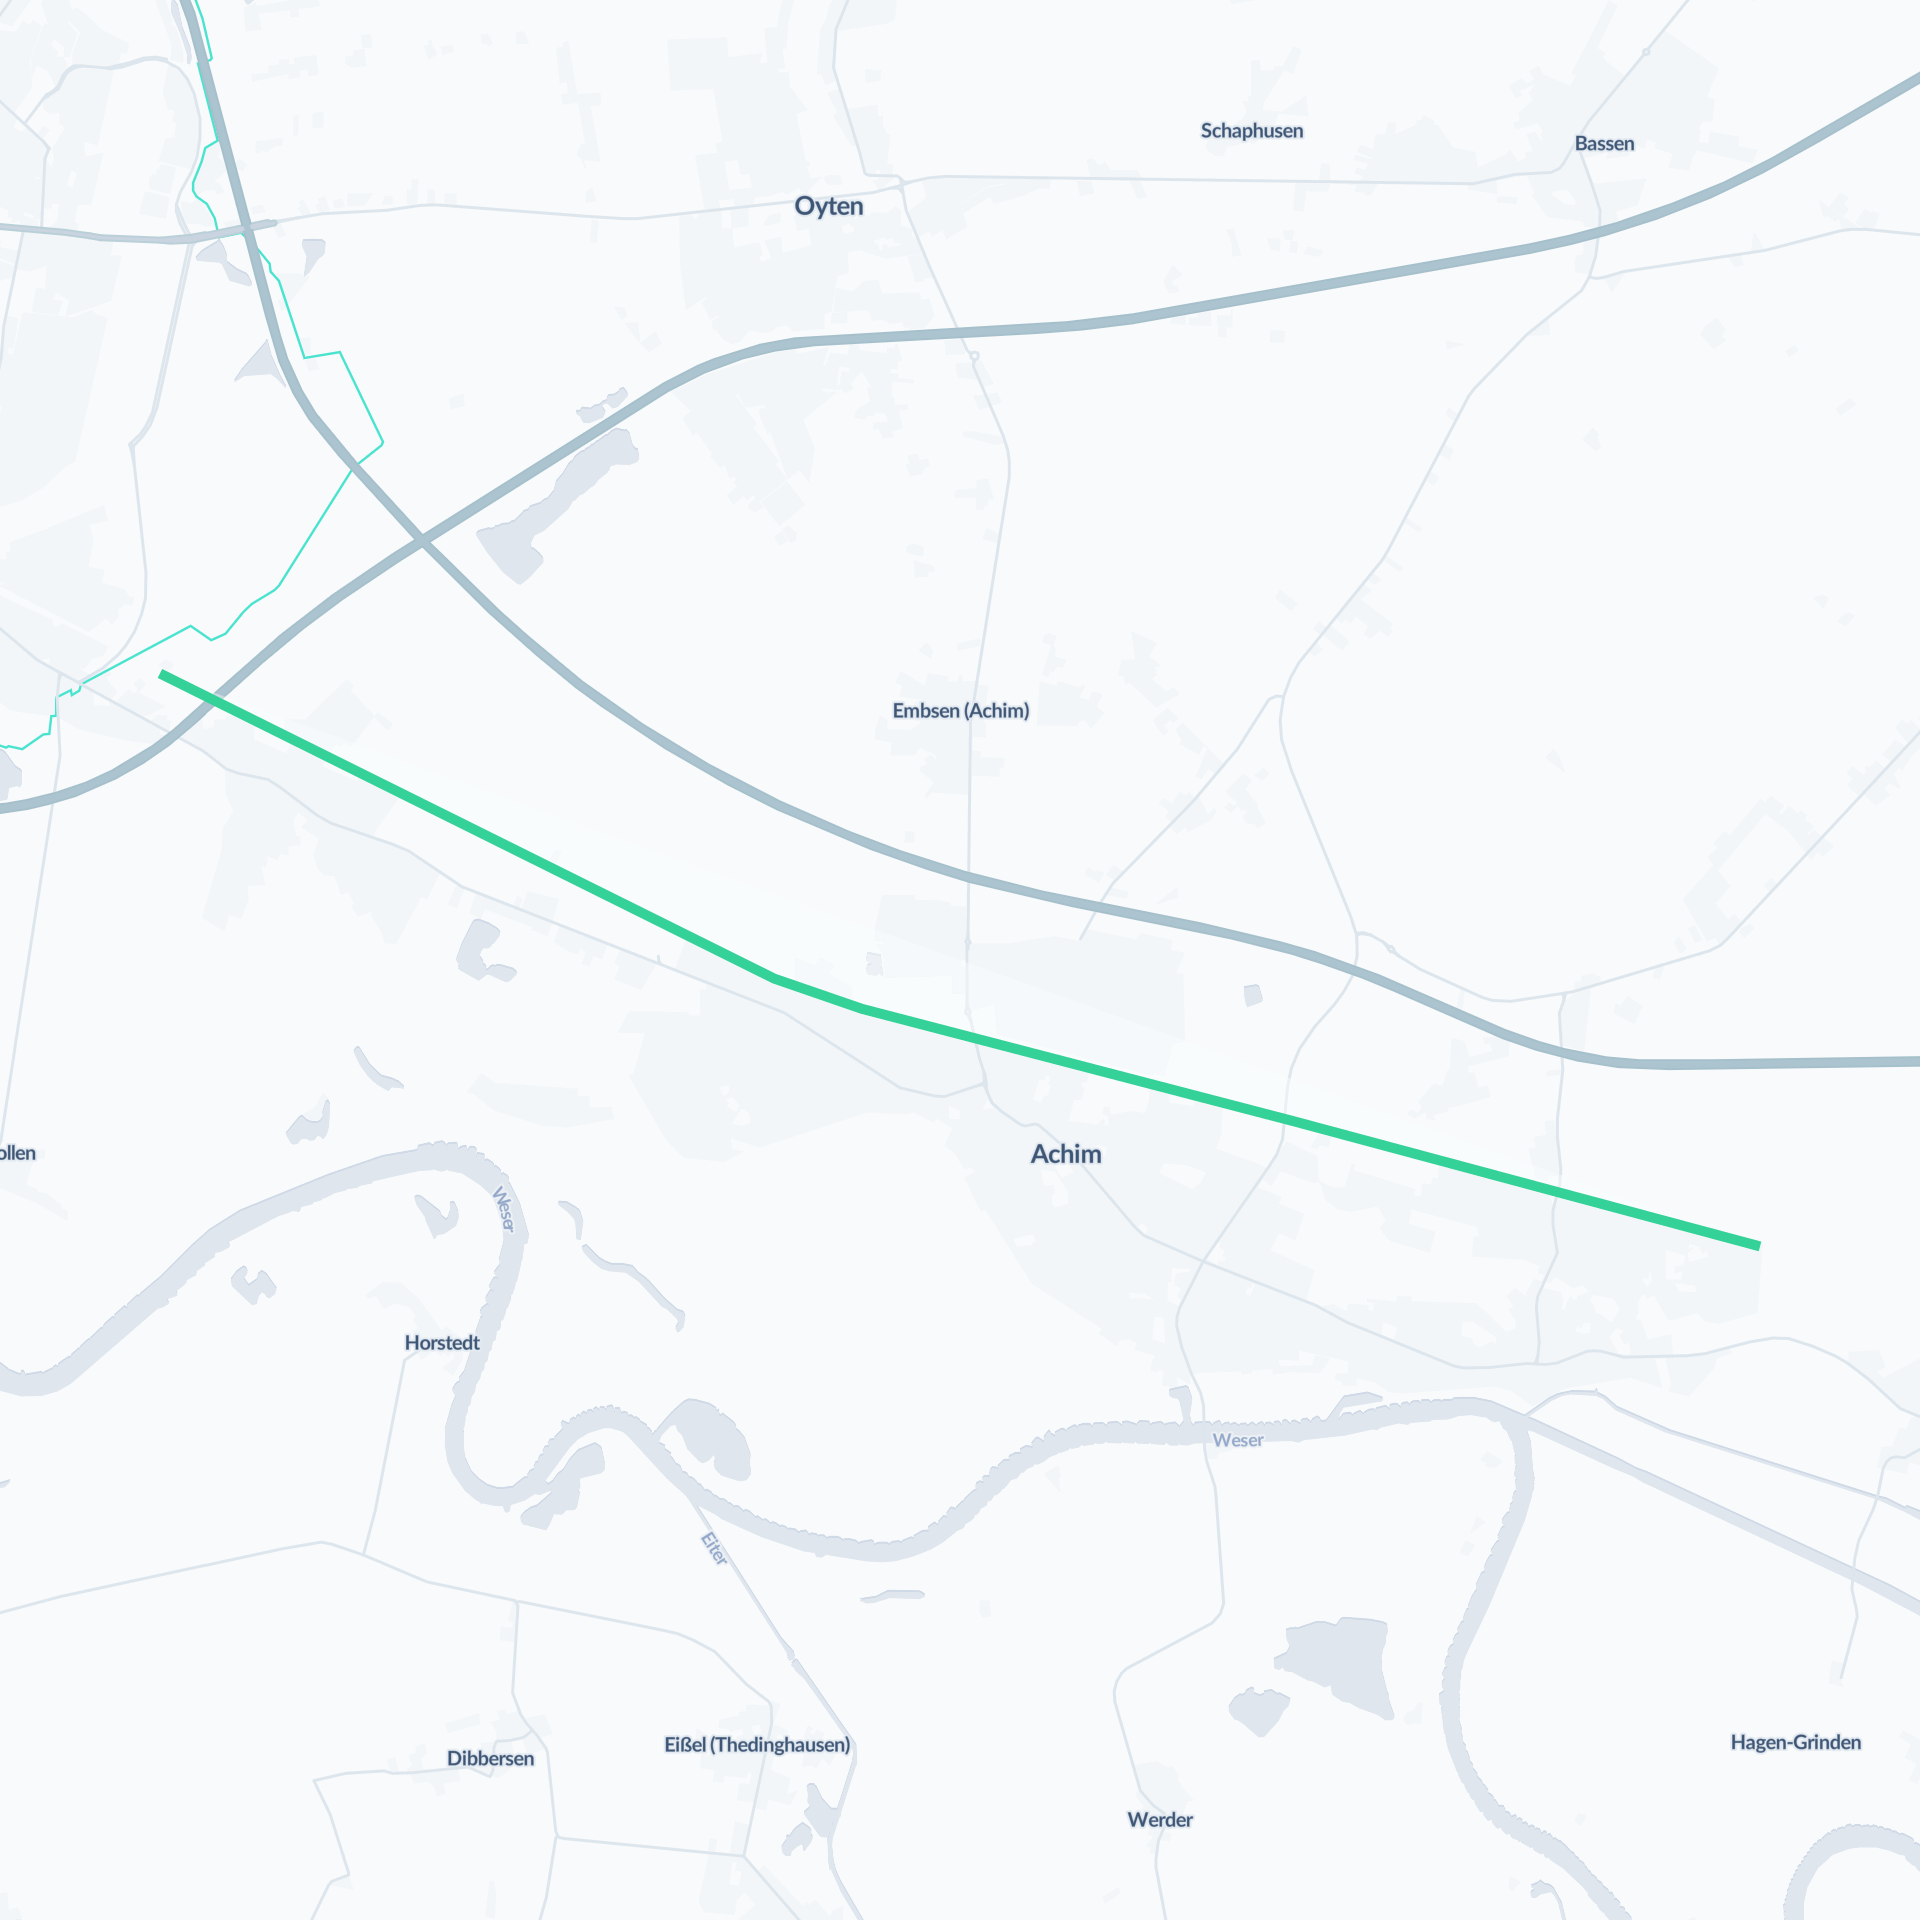 Schaphusen
Bassen
Oyten
Embsen (Achim)
ollen
Achim
Weser
Horstedt
Weser
Eiter
Hagen-Grinden
Eißel (Thedinghausen)
Dibbersen
Werder